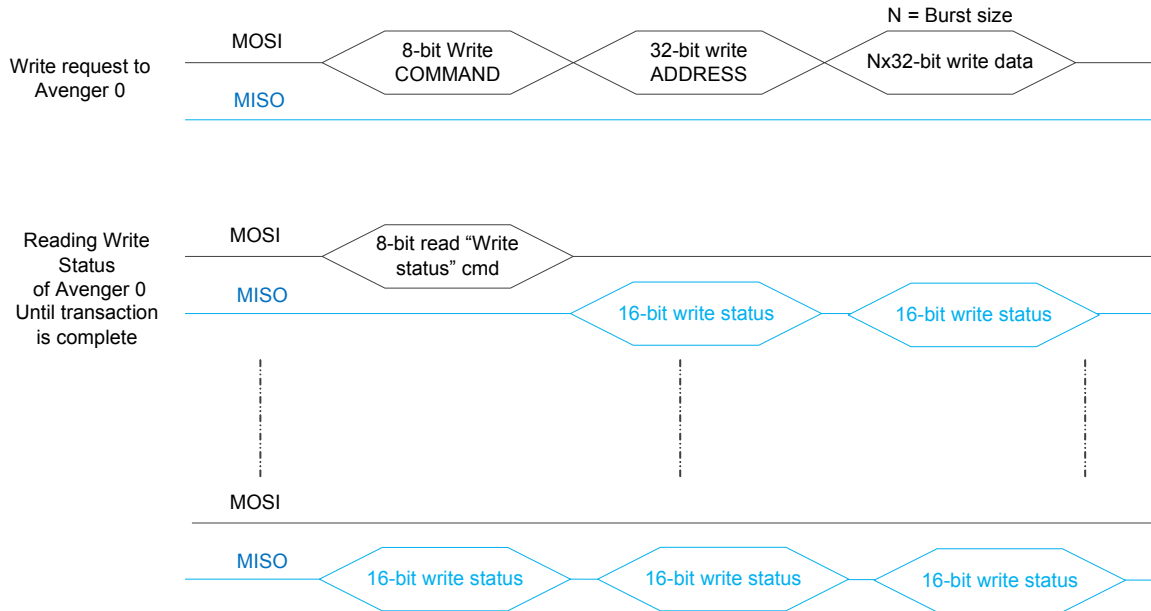 N = Burst size
MOSI
8-bit Write
COMMAND
32-bit write
ADDRESS
Nx32-bit write data
Write request to
Avenger 0
MISO
Reading Write
Status
of Avenger 0
Until transaction
is complete
MOSI
8-bit read “Write
status” cmd
MISO
16-bit write status
16-bit write status
MOSI
MISO
16-bit write status
16-bit write status
16-bit write status